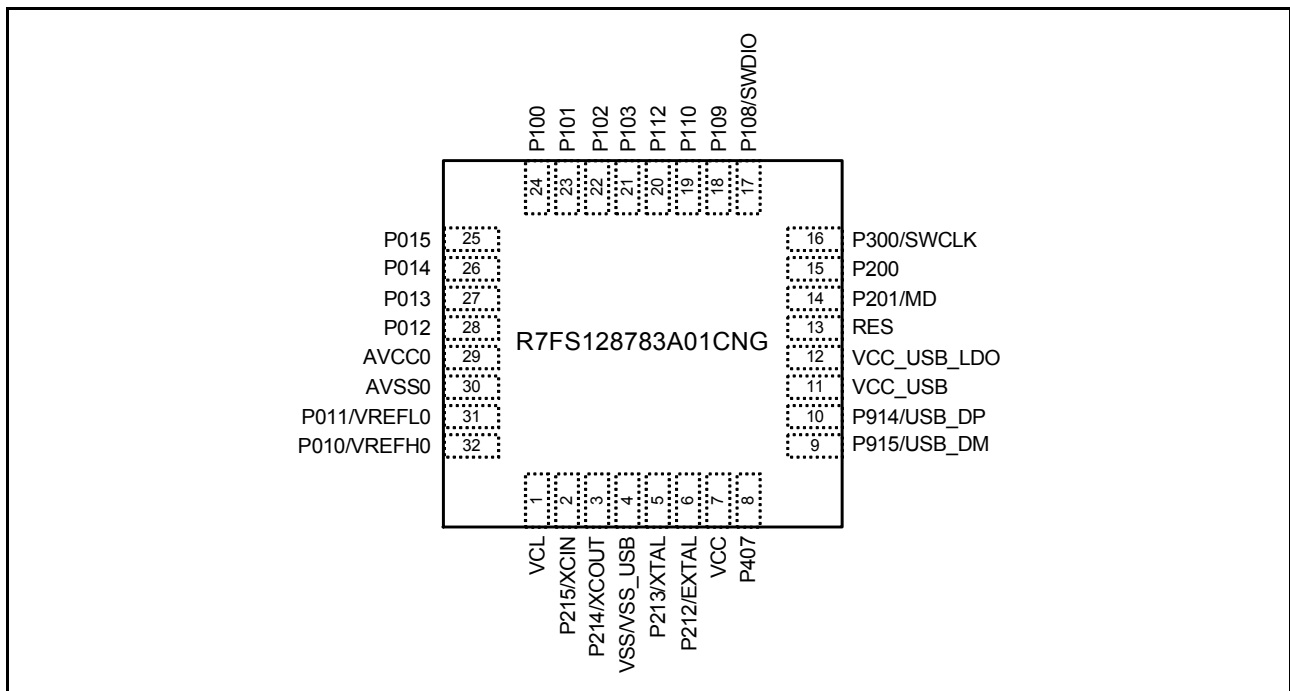 P100
P101
P102
P103
P112
P110
P109
P108/SWDIO
24
23
22
21
20
19
18
17
P015 25
P014 26
P013 27
P012 28
AVCC0 29
AVSS0 30
P011/VREFL0 31
P010/VREFH0 32
R7FS128783A01CNG
16 P300/SWCLK
15 P200
14 P201/MD
13 RES
12 VCC_USB_LDO
11 VCC_USB
10 P914/USB_DP
9 P915/USB_DM
1
2
3
4
5
6
7
8
VCL
P215/XCIN
P214/XCOUT
VSS/VSS_USB
P213/XTAL
P212/EXTAL
VCC
P407